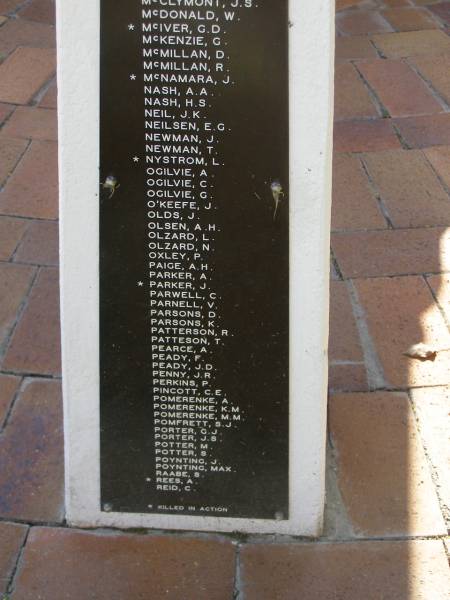 McCLYMONT, J.S.
McDONALD, W.
* McIVER, G.D.
McKENZIE, G.
McMILLAN, D.
McMILLAN, R.
* McNAMARA, J.
NASH, A.A.
NASH, H.S.
NEIL, J.K.
NEILSEN, E.G.
NEWMAN, J.
NEWMAN, T.
* NYSTROM, L.
OGILVIE, A.
OGILVIE, C.
OGILVIE, G.
O'KEEFE, J.
OLDS, J.
OLSEN, A.H.
OLZARD, L.
OLZARD, N.
OXLEY, P.
PAIGE, A.H.
PARKER, A.
* PARKER, J.
PARWELL, C.
PARNELL, V.
PARSONS, D.
PARSONS, K.
PATTERSON, R.
PATTESON, T.
PEARCE, A.
PEADY, F.
PEADY, J.D.
PENNY, J.R.
PERKINS, P.
PINCOTT, C.E.
POMERENKE, A.
POMERENKE, K.M.
POMERENKE, M.M.
POMFRETT, S.J.
PORTER, G.J.
PORTER, J.S.
POTTER, M.
POTTER, S.
POYNTING, J.
POYNTING, MAX.
RAABE, S.
* REES, A.
REID, C.
* KILLED IN ACTION